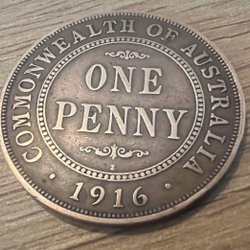 COMMONWEALTH OF AUSTRALIA
ONE
PENNY
I
· 1916 ·